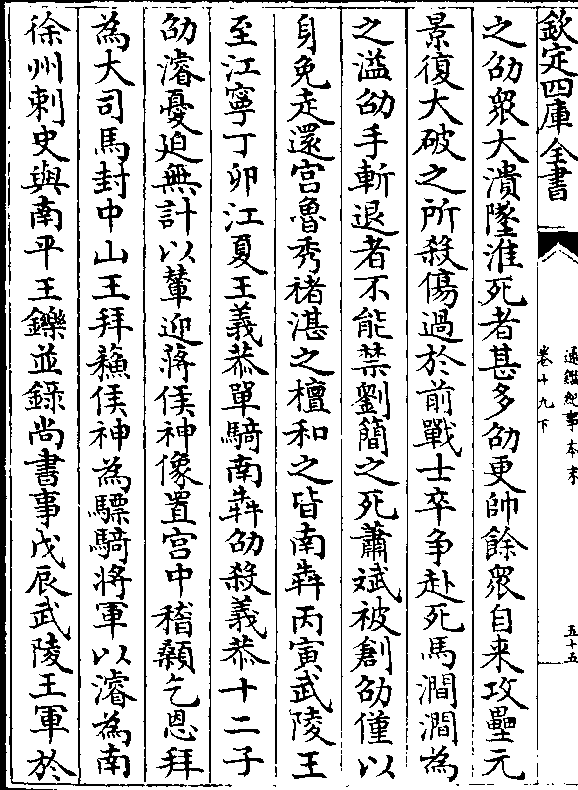 欽定四庫全書
通鑑紀事本末
卷十九下
五十五
之劭衆大潰墜淮死者甚多劭更帥餘衆自来攻壘元
景復大破之所殺傷過於前戰士卒争赴死馬澗澗為
之溢劭手斬退者不能禁劉簡之死蕭斌被創劭僅以
身免走還宫魯秀褚湛之檀和之皆南犇丙寅武陵王
至江寧丁卯江夏王義恭單騎南犇劭殺義恭十二子
劭濬憂廹無計以輦迎蔣侯神像置宫中稽顙乞恩拜
為大司馬封中山王拜蘇侯神為驃騎將軍以濬為南
徐州刺史與南平王鑠並錄尚書事戊辰武陵王軍於